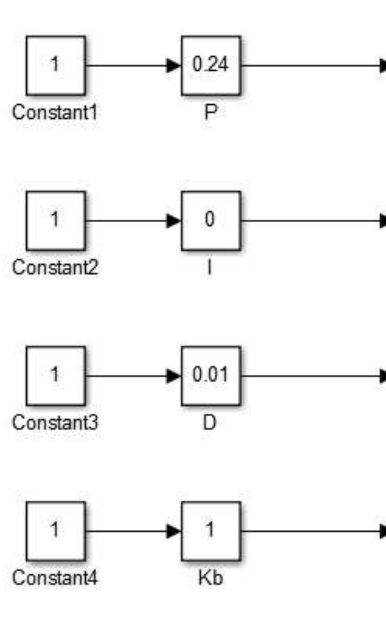 1 0.24
Constant1 P
1 0
Constant2 I
1 0.01
Constant3 D
1 1
Constant4 Kb